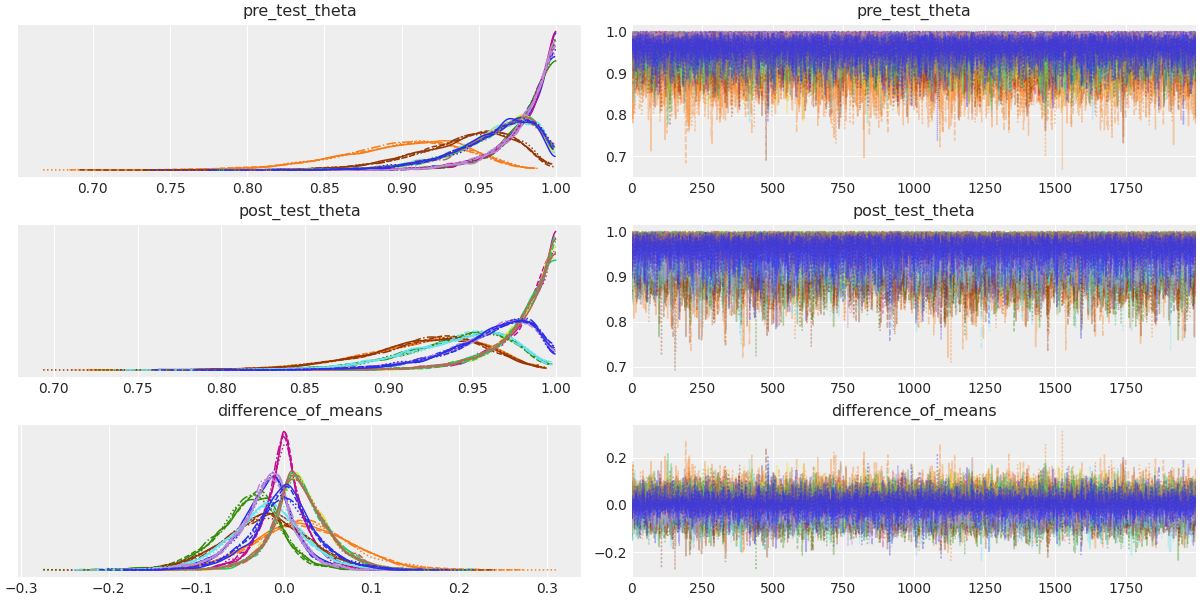 pre_test_theta pre_test_theta
1.0
0.9
0.8
0.7
0.70 0.75 0.80 0.85 0.90 0.95 1.00 0 250 500 750 1000 1250 1500 1750
post_test_theta post_test_theta
1.0
0.9
0.8
0.7
0.70 0.75 0.80 0.85 0.90 0.95 1.00 0 250 500 750 1000 1250 1500 1750
difference_of_means difference_of_means
0.2
0.0
−0.2
−0.3 −0.2 −0.1 0.0 0.1 0.2 0.3 0 250 500 750 1000 1250 1500 1750